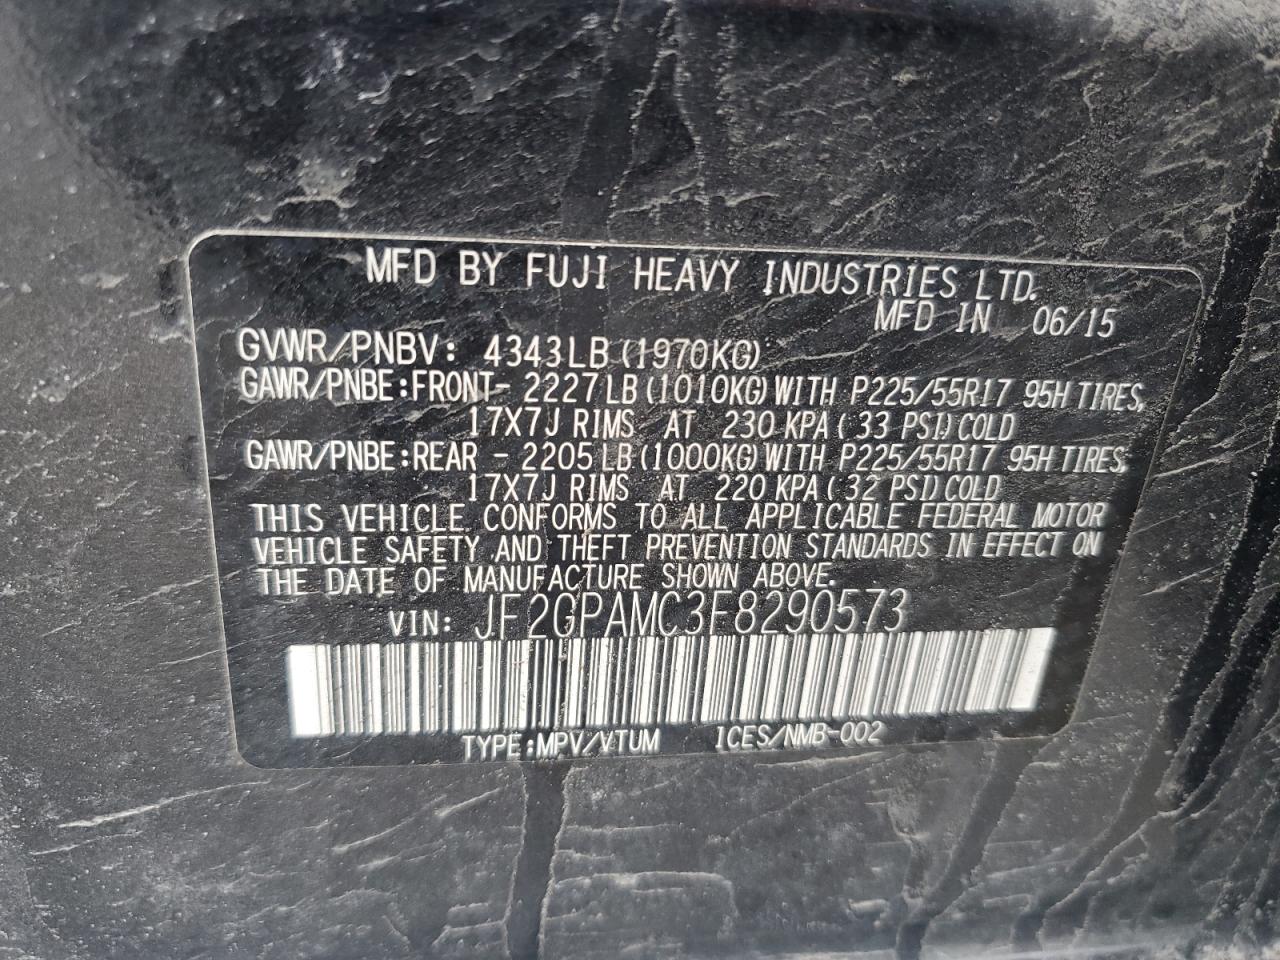 MFD BY FUJI HEAVY INDUSTRIES LTD.
MFD IN 06/15
GVWR/PNBV: 4343LB (1970KG)
GAWR/PNBE:FRONT- 2227LB (1010KG) WITH P225/55R17 95H TIRES,
17X7J RIMS AT 230 KPA (33 PSI) COLD
GAWR/PNBE:REAR - 2205LB (1000KG) WITH P225/55R17 95H TIRES,
17X7J RIMS AT 220 KPA (32 PSI) COLD
THIS VEHICLE CONFORMS TO ALL APPLICABLE FEDERAL MOTOR
VEHICLE SAFETY AND THEFT PREVENTION STANDARDS IN EFFECT ON
THE DATE OF MANUFACTURE SHOWN ABOVE.
VIN: JF2GPAMC3F8290573
TYPE:MPV/VTUM ICES/NMB-002